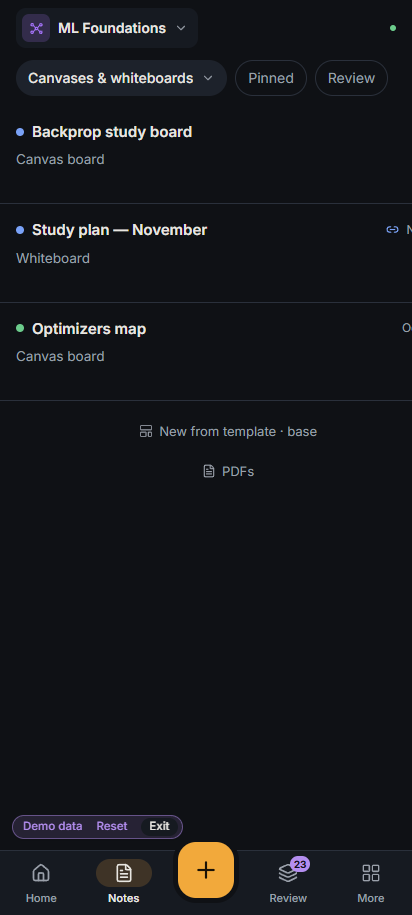 ML Foundations
Canvases & whiteboards
Pinned
Review
Backprop study board
Canvas board
Study plan — November
Whiteboard
Optimizers map
Canvas board
New from template · base
PDFs
Demo data Reset Exit
23
Home Notes Review More